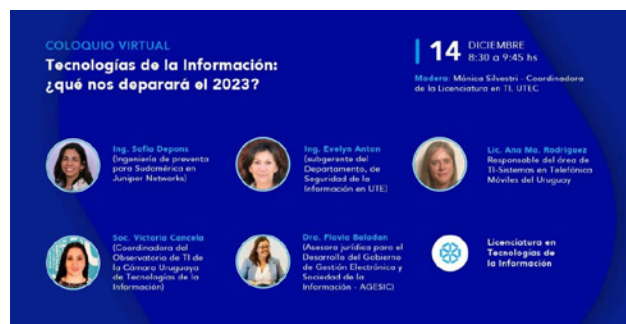 COLOQUIO VIRTUAL
Tecnologías de la Información:
¿qué nos deparará el 2023?
14 DICIEMBRE
8:30 a 9:45 hs
Modera: Mónica Silvestri - Coordinadora
de la Licenciatura en TI, UTEC
Ing. Sofía Depons
(Ingeniería de preventa
para Sudamérica en
Juniper Networks)
Ing. Evelyn Anton
(subgerente del
Departamento, de
Seguridad de la
Información en UTE)
Lic. Ana Ma. Rodríguez
Responsable del área de
TI-Sistemas en Telefónica
Móviles del Uruguay
Soc. Victoria Cancela
(Coordinadora del
Observatorio de TI de
la Cámara Uruguaya
de Tecnologías de la
Información)
Dra. Flavia Baladan
(Asesora jurídica para el
Desarrollo del Gobierno
de Gestión Electrónica y
Sociedad de la
Información - AGESIC)
Licenciatura en
Tecnologías de
la Información